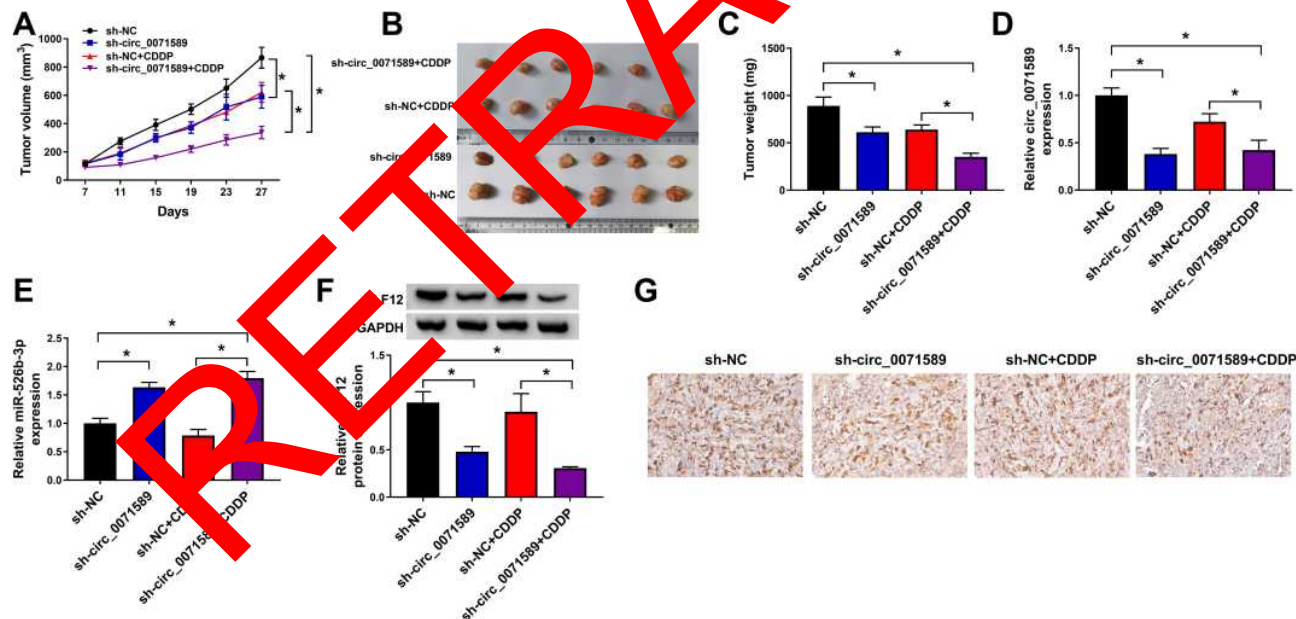 A
sh-NC
sh-circ_0071589
sh-NC+CDDP
sh-circ_0071589+CDDP
Tumor volume (mm3)
1000
800
600
400
200
0
7
11
15
19
23
27
Days
*
*
*
B
sh-circ_0071589+CDDP
sh-NC+CDDP
sh-NC
C
Tumor weight (mg)
1500
1000
500
0
*
*
*
sh-NC
sh-circ_0071589
sh-NC+CDDP
sh-circ_0071589+CDDP
D
Relative circ_0071589
expression
1.5
1.0
0.5
0.0
*
*
*
sh-NC
sh-circ_0071589
sh-NC+CDDP
sh-circ_0071589+CDDP
E
Relative miR-526b-3p
expression
2.5
2.0
1.5
1.0
0.5
0.0
*
*
*
sh-NC
sh-circ_0071589
F
F12
GAPDH
Relative
protein
0.5
0.0
*
*
*
sh-NC
sh-circ_0071589
sh-NC+CDDP
sh-circ_0071589+CDDP
G
sh-NC
sh-circ_0071589
sh-NC+CDDP
sh-circ_0071589+CDDP
RETRA